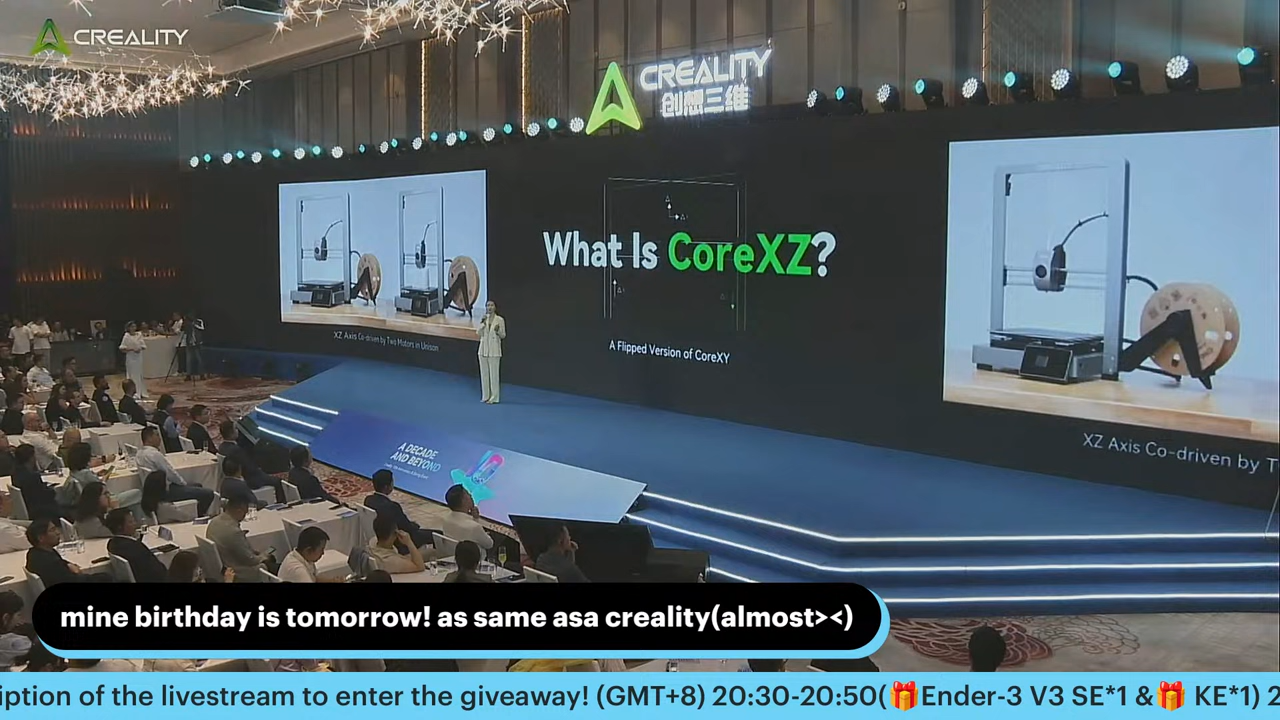 CREALITY
CREALITY
创想三维
What Is CoreXZ?
A Flipped Version of CoreXY
XZ Axis Co-driven by Two Motors in Unison
XZ Axis Co-driven by T
A DECADE
AND BEYOND
mine birthday is tomorrow! as same asa creality(almost><)
iption of the livestream to enter the giveaway! (GMT+8) 20:30-20:50(🎁Ender-3 V3 SE*1 &🎁 KE*1) 2